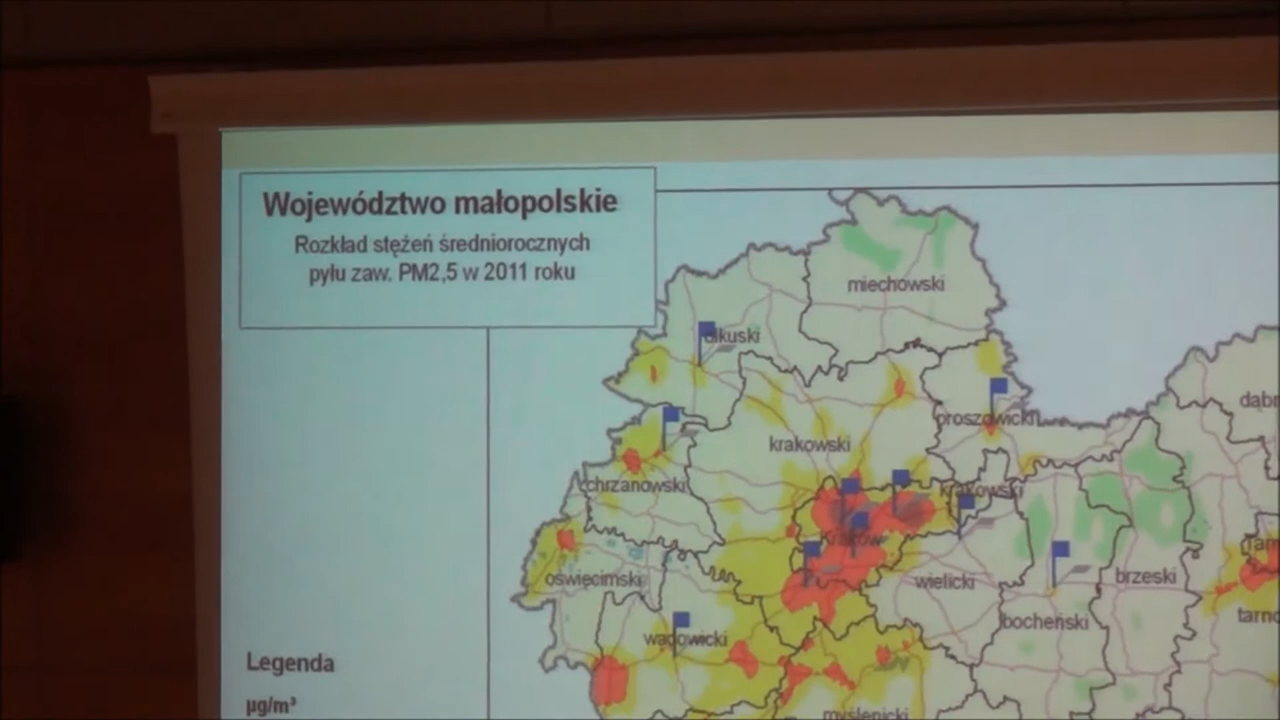 Województwo małopolskie
Rozkład stężeń średniorocznych
pyłu zaw. PM2,5 w 2011 roku
miechowski
olkuski
proszowicki
krakowski
chrzanowski
krakowski
Kraków
oświęcimski
wielicki
brzeski
bocheński
wadowicki
myślenicki
Legenda
µg/m³